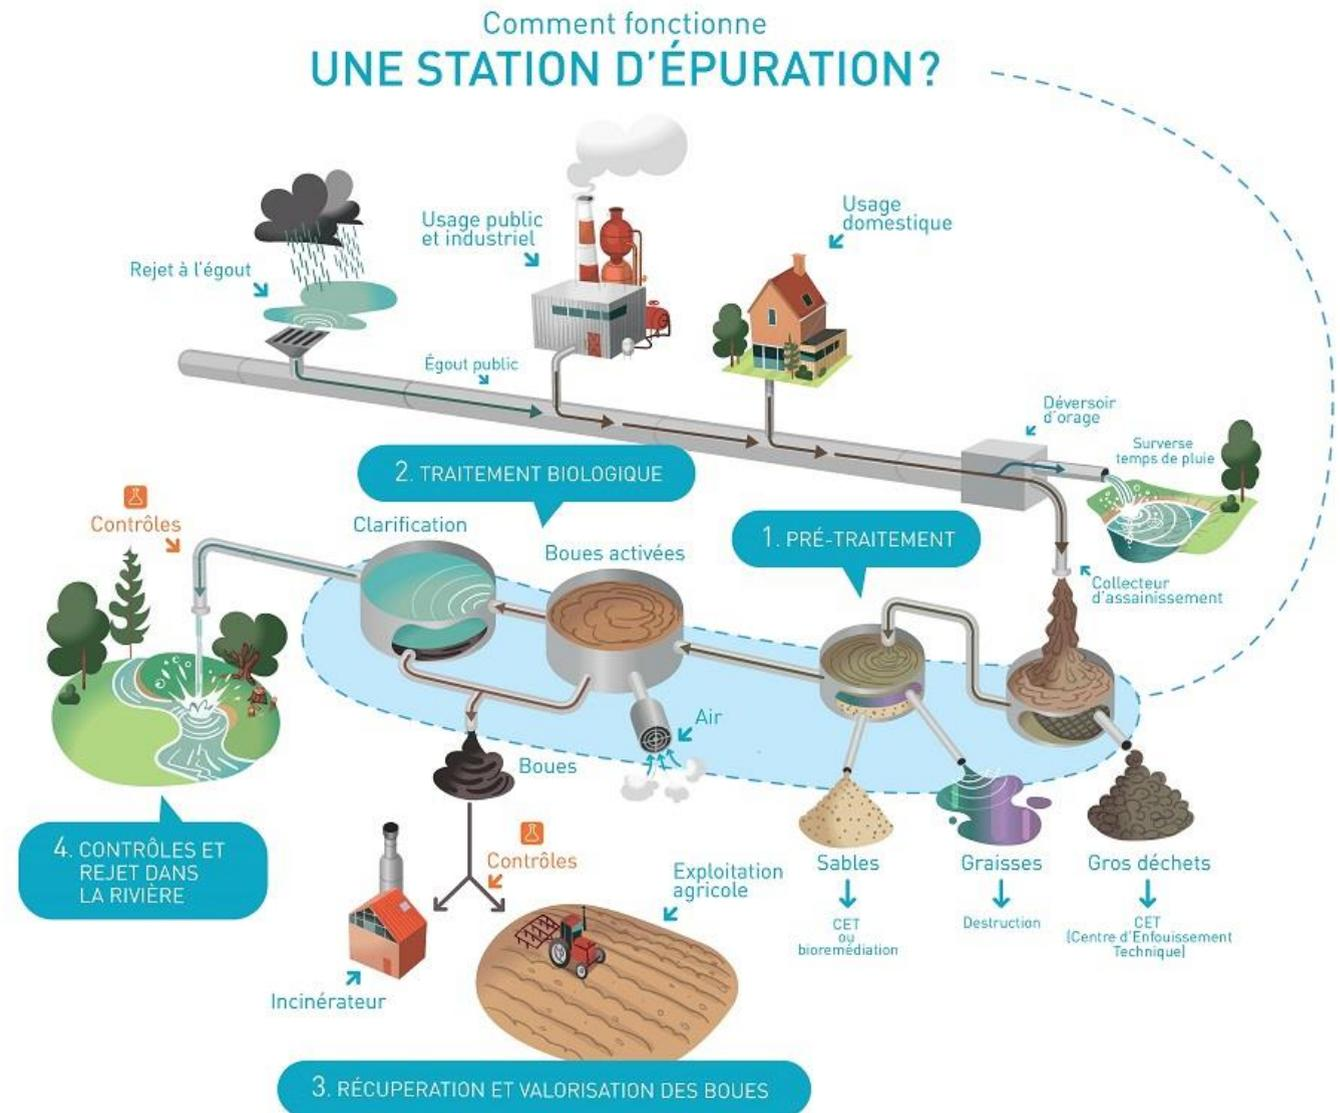 Comment fonctionne
UNE STATION D'ÉPURATION?
Usage public
et industriel
Usage
domestique
Rejet à l'égout
Égout public
Déversoir
d'orage
Surverse
temps de pluie
2. TRAITEMENT BIOLOGIQUE
Contrôles
Clarification
Boues activées
1. PRÉ-TRAITEMENT
Collecteur
d'assainissement
Air
Boues
4. CONTRÔLES ET
REJET DANS
LA RIVIÈRE
Contrôles
Exploitation
agricole
Sables
CET
ou
bioremédiation
Graisses
Destruction
Gros déchets
CET
(Centre d'Enfouissement
Technique)
Incinérateur
3. RÉCUPERATION ET VALORISATION DES BOUES